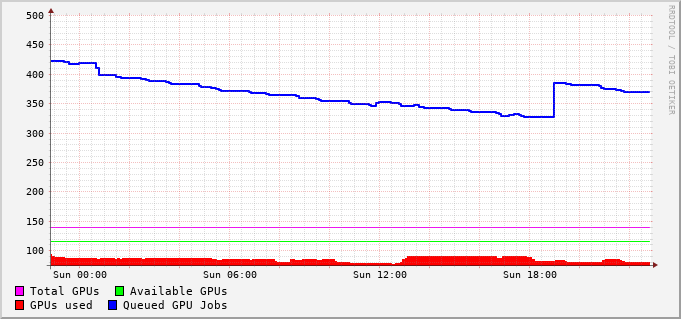 500
450
400
350
300
250
200
150
100
Sun 00:00 Sun 06:00 Sun 12:00 Sun 18:00
Total GPUs Available GPUs
GPUs used Queued GPU Jobs
RRDTOOL / TOBI OETIKER